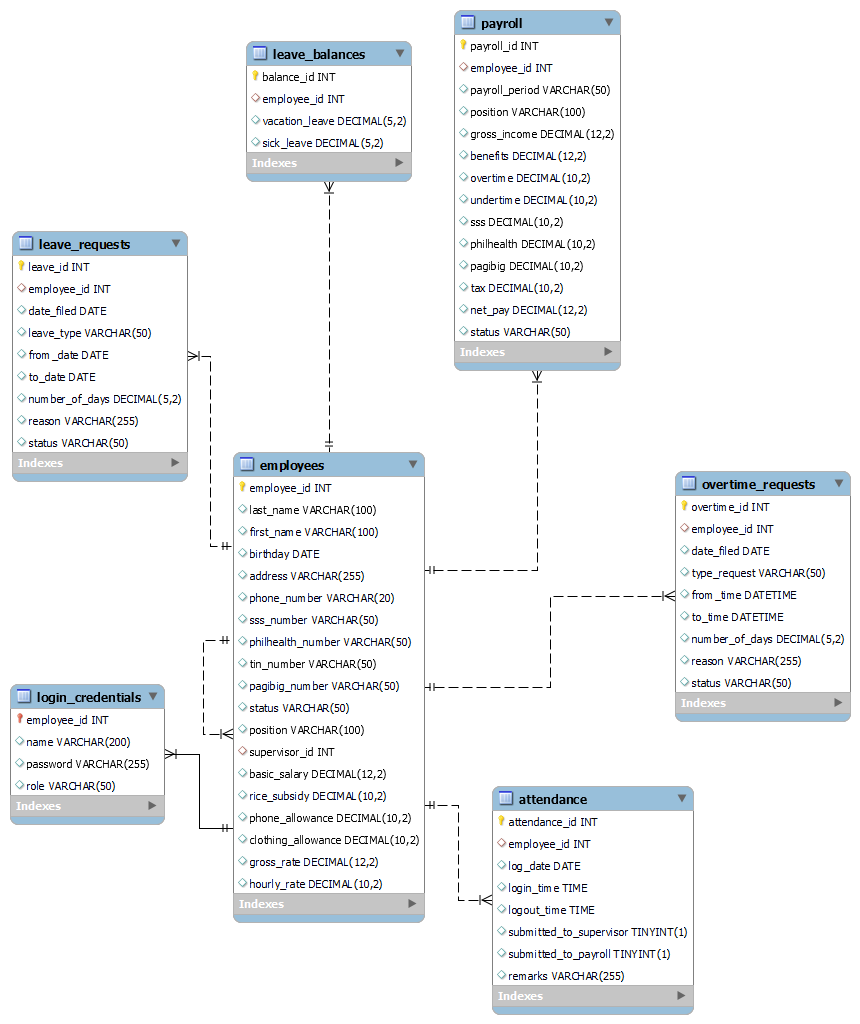 payroll
payroll_id INT
employee_id INT
payroll_period VARCHAR(50)
position VARCHAR(100)
gross_income DECIMAL(12,2)
benefits DECIMAL(12,2)
overtime DECIMAL(10,2)
undertime DECIMAL(10,2)
sss DECIMAL(10,2)
philhealth DECIMAL(10,2)
pagibig DECIMAL(10,2)
tax DECIMAL(10,2)
net_pay DECIMAL(12,2)
status VARCHAR(50)
Indexes
leave_balances
balance_id INT
employee_id INT
vacation_leave DECIMAL(5,2)
sick_leave DECIMAL(5,2)
Indexes
leave_requests
leave_id INT
employee_id INT
date_filed DATE
leave_type VARCHAR(50)
from_date DATE
to_date DATE
number_of_days DECIMAL(5,2)
reason VARCHAR(255)
status VARCHAR(50)
Indexes
employees
employee_id INT
last_name VARCHAR(100)
first_name VARCHAR(100)
birthday DATE
address VARCHAR(255)
phone_number VARCHAR(20)
sss_number VARCHAR(50)
philhealth_number VARCHAR(50)
tin_number VARCHAR(50)
pagibig_number VARCHAR(50)
status VARCHAR(50)
position VARCHAR(100)
supervisor_id INT
basic_salary DECIMAL(12,2)
rice_subsidy DECIMAL(10,2)
phone_allowance DECIMAL(10,2)
clothing_allowance DECIMAL(10,2)
gross_rate DECIMAL(12,2)
hourly_rate DECIMAL(10,2)
Indexes
overtime_requests
overtime_id INT
employee_id INT
date_filed DATE
type_request VARCHAR(50)
from_time DATETIME
to_time DATETIME
number_of_days DECIMAL(5,2)
reason VARCHAR(255)
status VARCHAR(50)
Indexes
login_credentials
employee_id INT
name VARCHAR(200)
password VARCHAR(255)
role VARCHAR(50)
Indexes
attendance
attendance_id INT
employee_id INT
log_date DATE
login_time TIME
logout_time TIME
submitted_to_supervisor TINYINT(1)
submitted_to_payroll TINYINT(1)
remarks VARCHAR(255)
Indexes